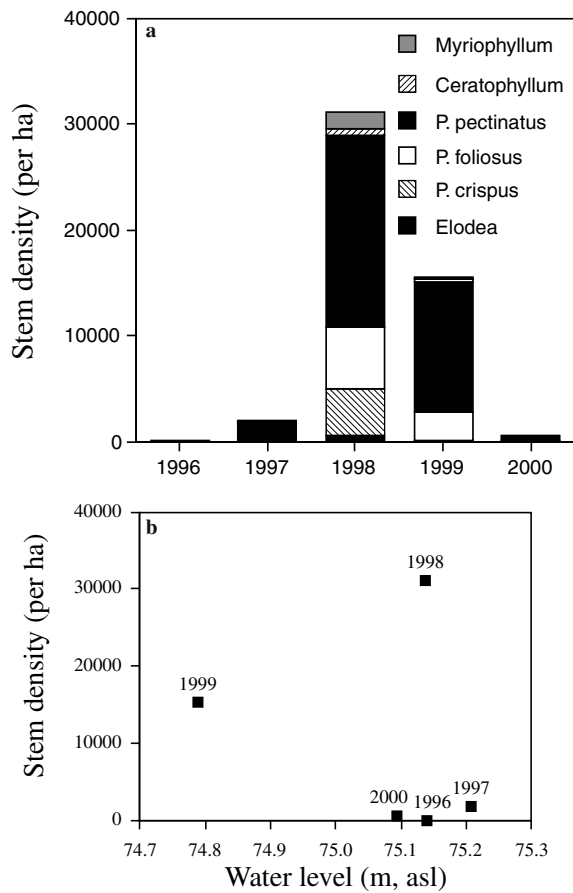 40000
a
Myriophyllum
Ceratophyllum
30000
P. pectinatus
P. foliosus
P. crispus
20000
Elodea
10000
0
1996 1997 1998 1999 2000
Stem density (per ha)
40000
b
1998
30000
20000
1999
10000
2000 1996 1997
0
74.7 74.8 74.9 75.0 75.1 75.2 75.3
Stem density (per ha)
Water level (m, asl)